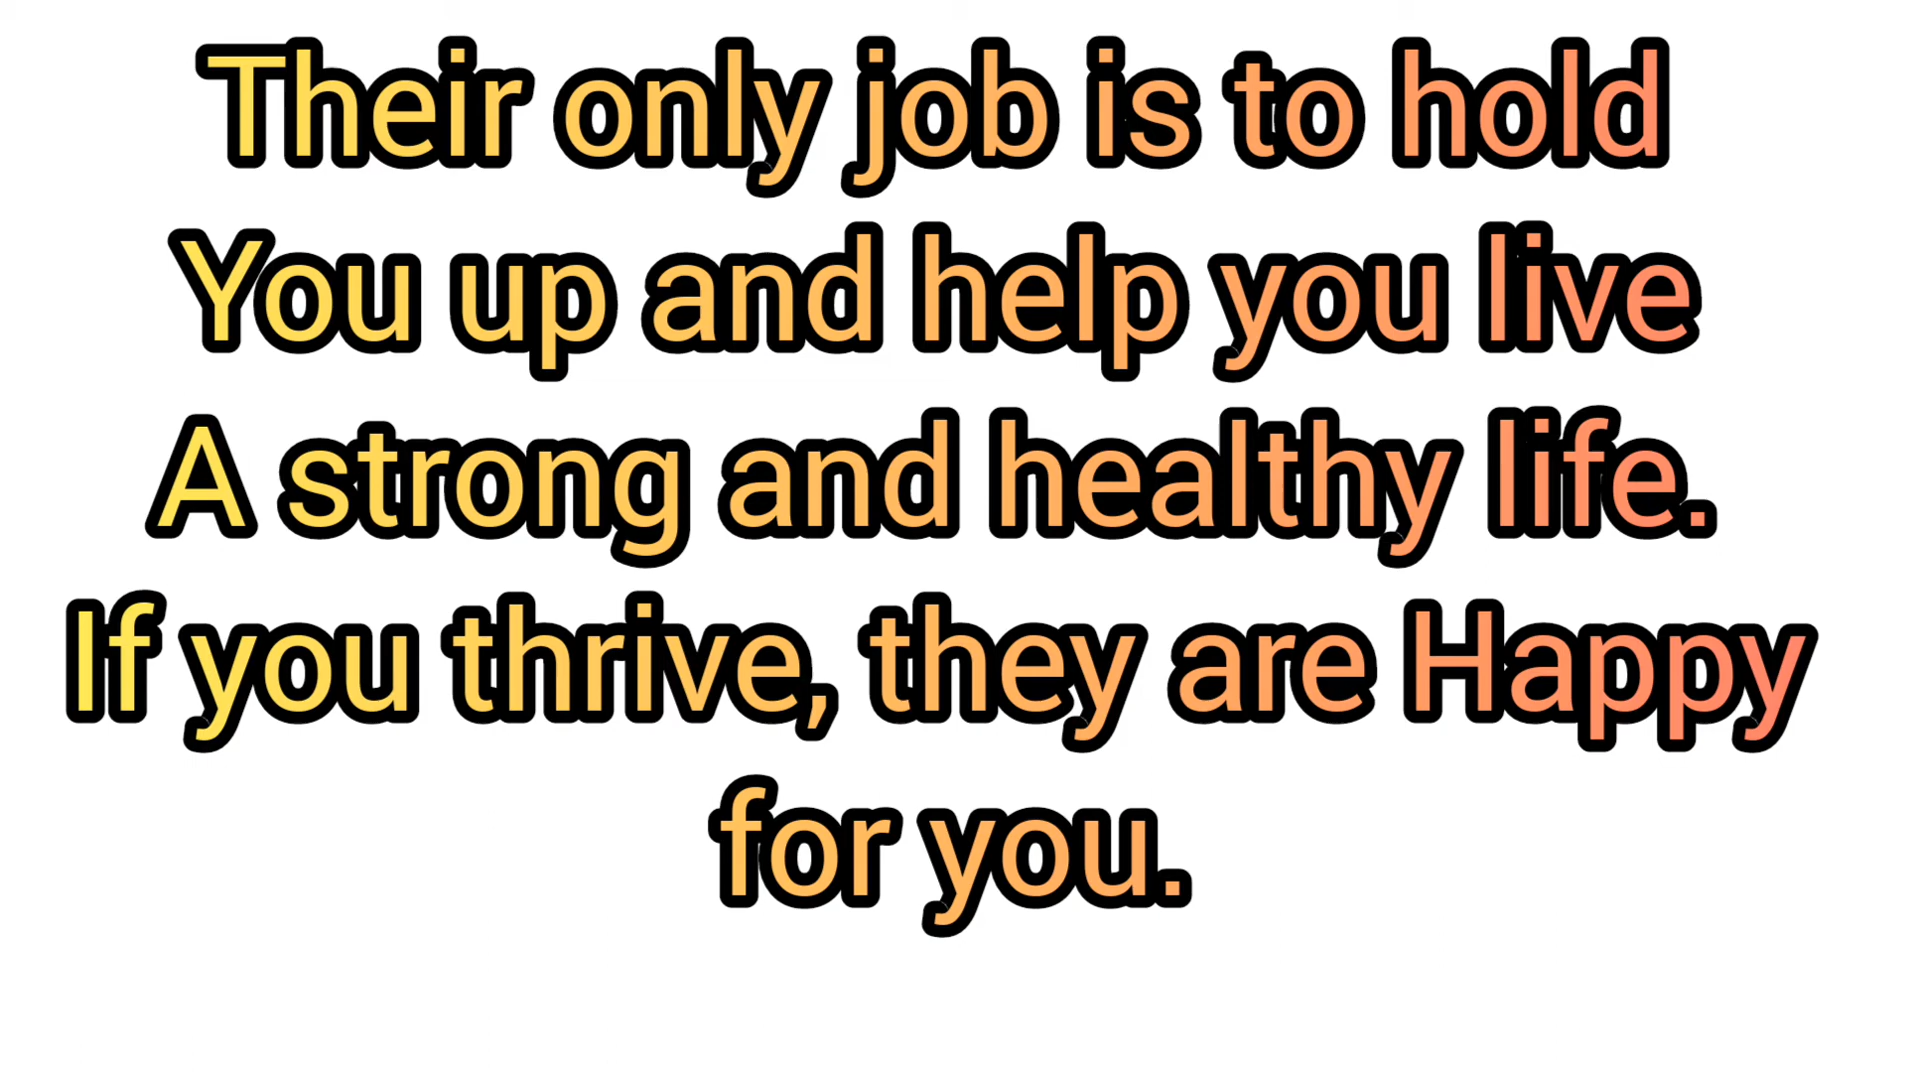 Their only job is to hold
You up and help you live
A strong and healthy life.
If you thrive, they are Happy
for you.